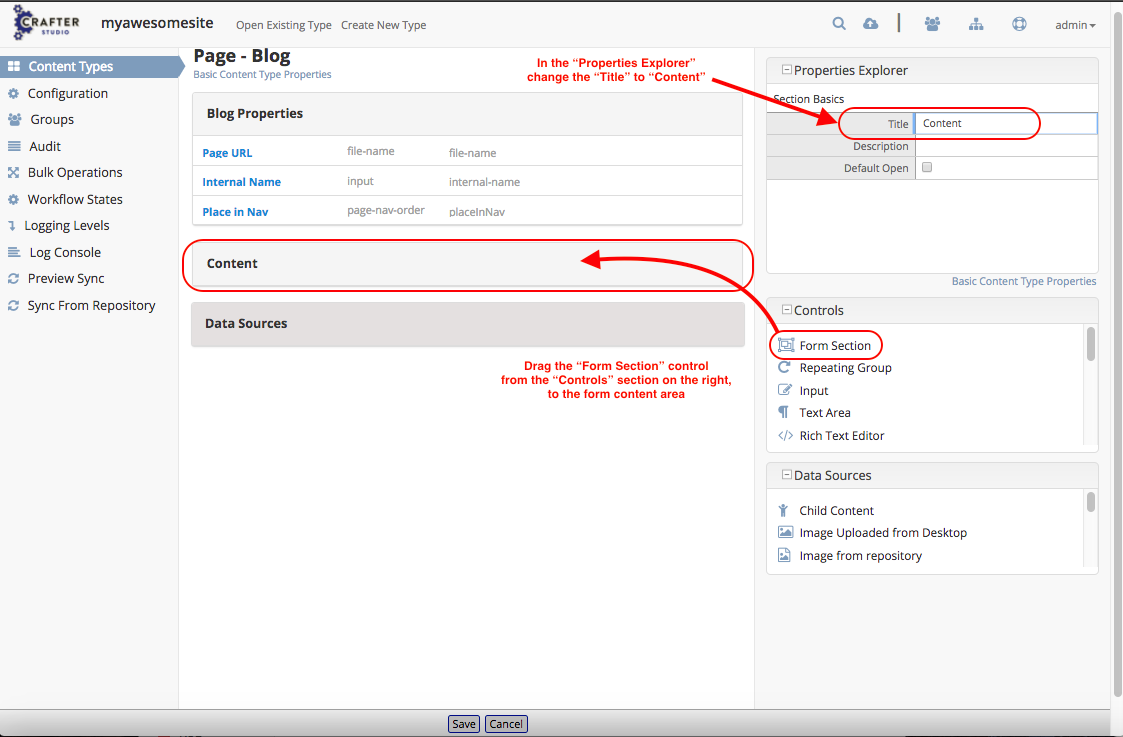 CRAFTER
STUDIO
myawesomesite
Open Existing Type
Create New Type
admin
Content Types
Configuration
Groups
Audit
Bulk Operations
Workflow States
Logging Levels
Log Console
Preview Sync
Sync From Repository
Page - Blog
Basic Content Type Properties
Blog Properties
Page URL file-name file-name
Internal Name input internal-name
Place in Nav page-nav-order placeInNav
Content
Data Sources
In the “Properties Explorer”
change the “Title” to “Content”
Drag the “Form Section” control
from the “Controls” section on the right,
to the form content area
Properties Explorer
Section Basics
Title Content
Description
Default Open
Basic Content Type Properties
Controls
Form Section
Repeating Group
Input
Text Area
Rich Text Editor
Data Sources
Child Content
Image Uploaded from Desktop
Image from repository
Save Cancel